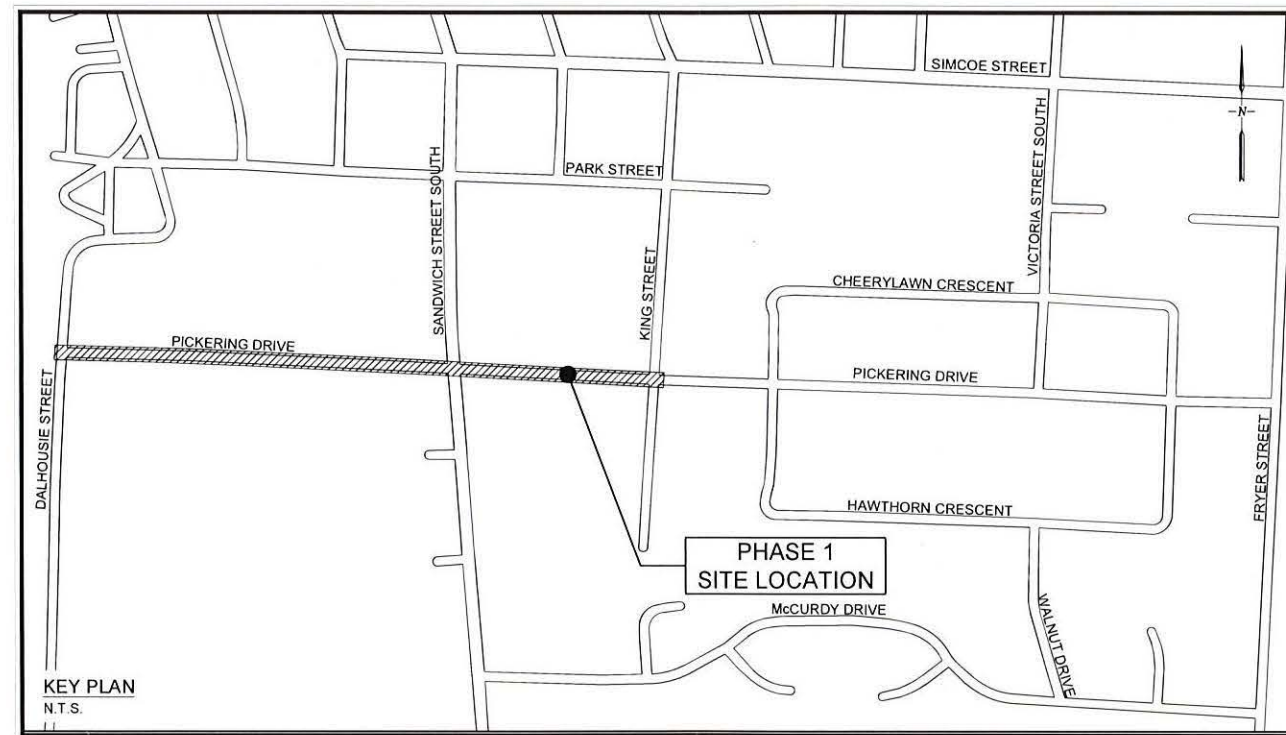 SIMCOE STREET
-N-
PARK STREET
SANDWICH STREET SOUTH
VICTORIA STREET SOUTH
KING STREET
CHEERYLAWN CRESCENT
PICKERING DRIVE
PICKERING DRIVE
DALHOUSIE STREET
FRYER STREET
HAWTHORN CRESCENT
PHASE 1
SITE LOCATION
McCURDY DRIVE
WALNUT DRIVE
KEY PLAN
N.T.S.